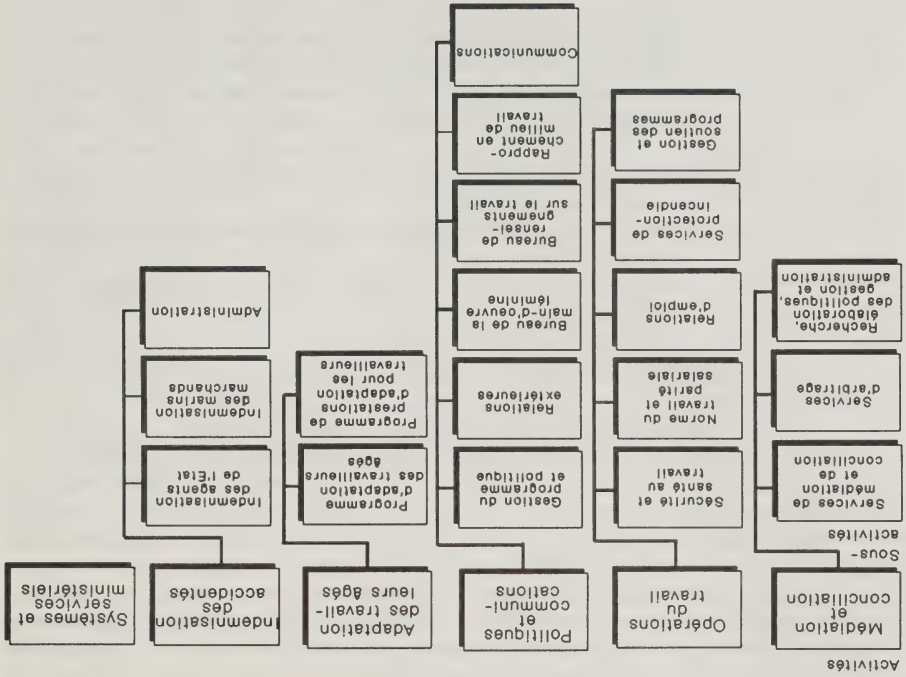 Activités
Médiation
et
conciliation
Opérations
du
travail
Politiques
et
communi-
cations
Adaptation
des travail-
leurs âgés
Indemnisation
des
accidentés
Systèmes et
services
ministériels
Sous-
activités
Services de
médiation
et de
conciliation
Services
d'arbitrage
Recherche,
élaboration
des politiques,
gestion et
administration
Sécurité et
santé au
travail
Norme du
travail et
parité
salariale
Relations
d'emploi
Services de
protection-
incendie
Gestion et
soutien des
programmes
Gestion du
programme
et politique
Relations
extérieures
Bureau de la
main-d'oeuvre
féminine
Bureau de
rensei-
gnements
sur le travail
Rappro-
chement en
milieu de
travail
Communications
Programme
d'adaptation
des travailleurs
âgés
Programme de
prestations
d'adaptation
pour les
travailleurs
Indemnisation
des agents
de l'Etat
Indemnisation
des marins
marchands
Administration